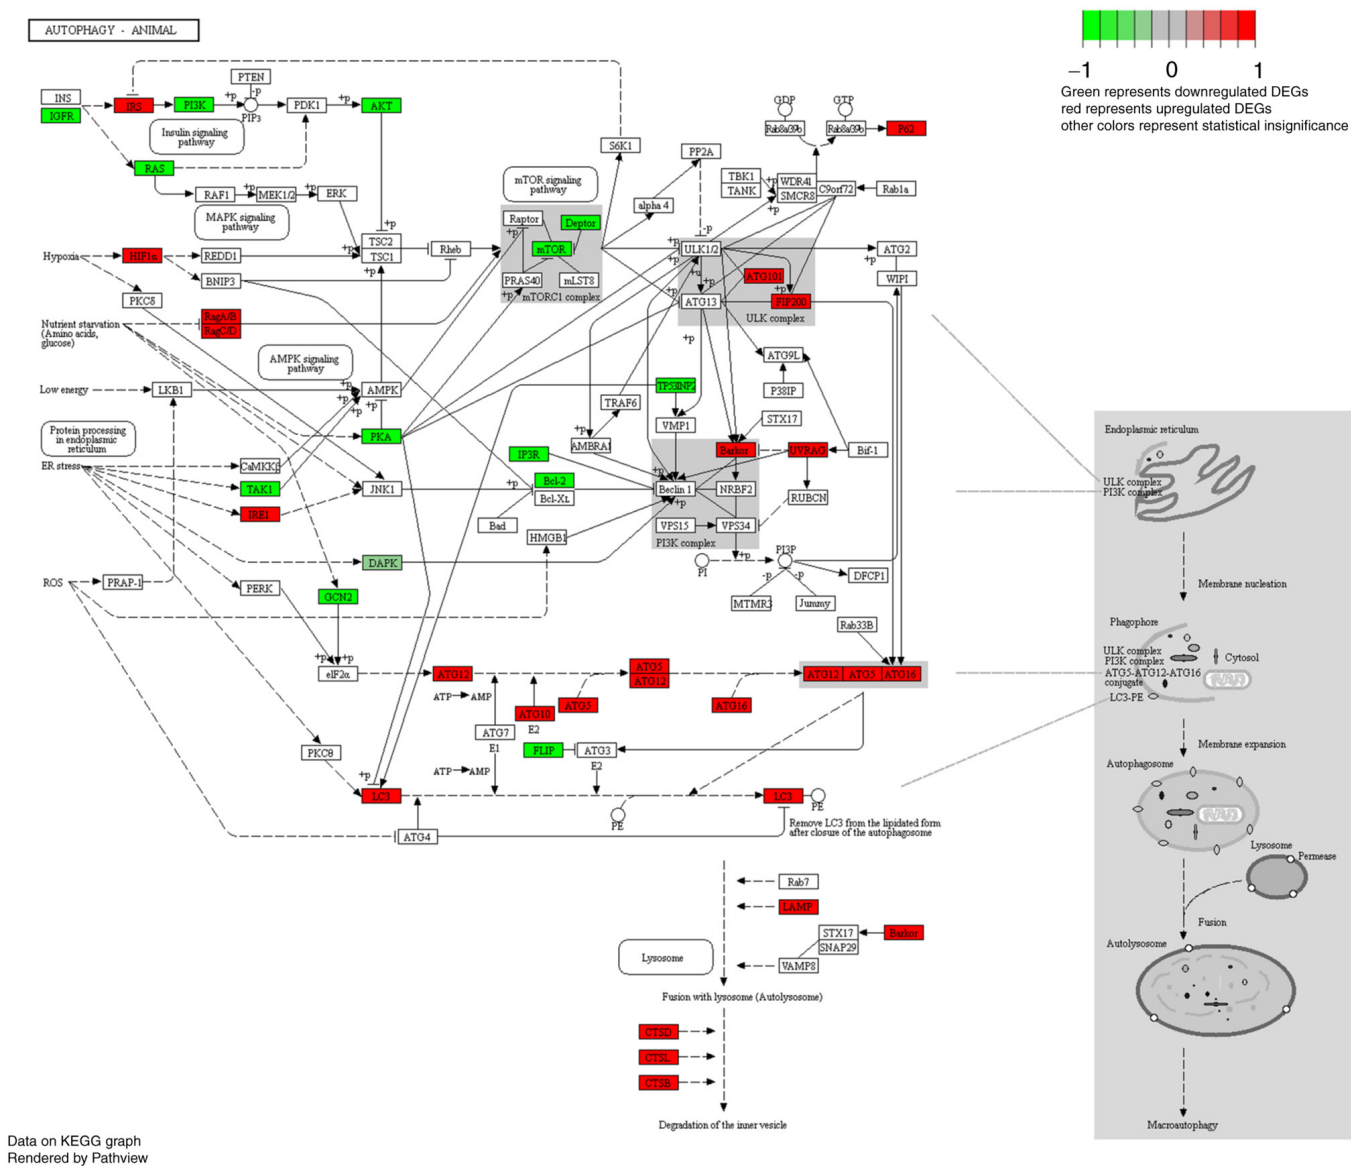 AUTOPHAGY - ANIMAL
−1 0 1
Green represents downregulated DEGs
red represents upregulated DEGs
other colors represent statistical insignificance
INS
IGFR
IRS
PI3K
+p
PTEN
-p
PIP3
PDK1
+p
AKT
Insulin signaling
pathway
RAS
RAF1
+p
MEK1/2
+p
ERK
MAPK signaling
pathway
+p
+p
TSC2
TSC1
+p
Rheb
Hypoxia
HIF1α
REDD1
BNIP3
PKCδ
Nutrient starvation
(Amino acids,
glucose)
RagA/B
RagC/D
AMPK signaling
pathway
Low energy
LKB1
+p
+p
+p
+p
AMPK
Protein processing
in endoplasmic
reticulum
PKA
ER stress
CaMKKβ
TAK1
IRE1
JNK1
DAPK
ROS
PRAP-1
PERK
GCN2
+p
+p
eIF2α
PKCθ
S6K1
mTOR signaling
pathway
Raptor
+p
Deptor
mTOR
PRAS40
+p
mLST8
mTORC1 complex
PP2A
alpha 4
-p
GDP
GTP
Rab8a/39b
Rab8a/39b
P62
TBK1
TANK
+p
+p
WDR41
SMCR8
C9orf72
Rab1a
+p
+p
ULK1/2
+u
+p
ATG101
ATG13
+p
FIP200
ULK complex
ATG2
+p
WIPI
+p
ATG9L
P38IP
TP53INP2
TRAF6
VMP1
STX17
AMBRA1
Barkor
UVRAG
Bif-1
IP3R
Bcl-2
Bcl-XL
+p
Bad
HMGB1
+p
Beclin 1
+p
NRBF2
RUBCN
VPS15
VPS34
PI3K complex
+p
PI
PI3P
-p
-p
MTMR3
Jummy
DFCP1
Rab33B
ATG12
ATG5
ATG12
ATG12 ATG5 ATG16
ATP AMP
ATG10
E2
ATG5
ATG16
ATG7
E1
FLIP
ATG3
E2
ATP AMP
+p
LC3
LC3
PE
PE
ATG4
Remove LC3 from the lipidated form
after closure of the autophagosome
Rab7
LAMP
STX17
SNAP29
Barkor
VAMP8
Lysosome
Fusion with lysosome (Autolysosome)
CTSD
CTSL
CTSB
Degradation of the inner vesicle
Endoplasmic reticulum
ULK complex
PI3K complex
Membrane nucleation
Phagophore
ULK complex
PI3K complex
ATG5-ATG12-ATG16
conjugate
LC3-PE
Cytosol
Membrane expansion
Autophagosome
Lysosome
Permease
Fusion
Autolysosome
Macroautophagy
Data on KEGG graph
Rendered by Pathview